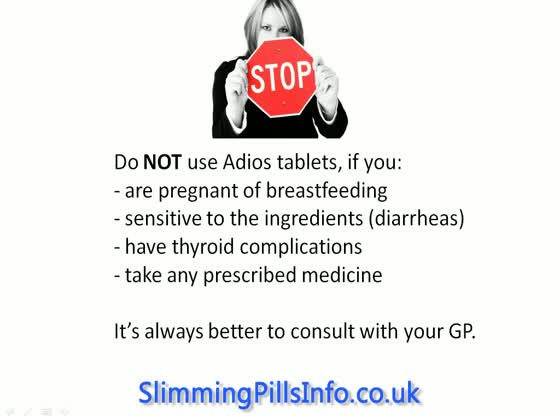 STOP
Do NOT use Adios tablets, if you:
- are pregnant of breastfeeding
- sensitive to the ingredients (diarrheas)
- have thyroid complications
- take any prescribed medicine
It's always better to consult with your GP.
SlimmingPillsInfo.co.uk